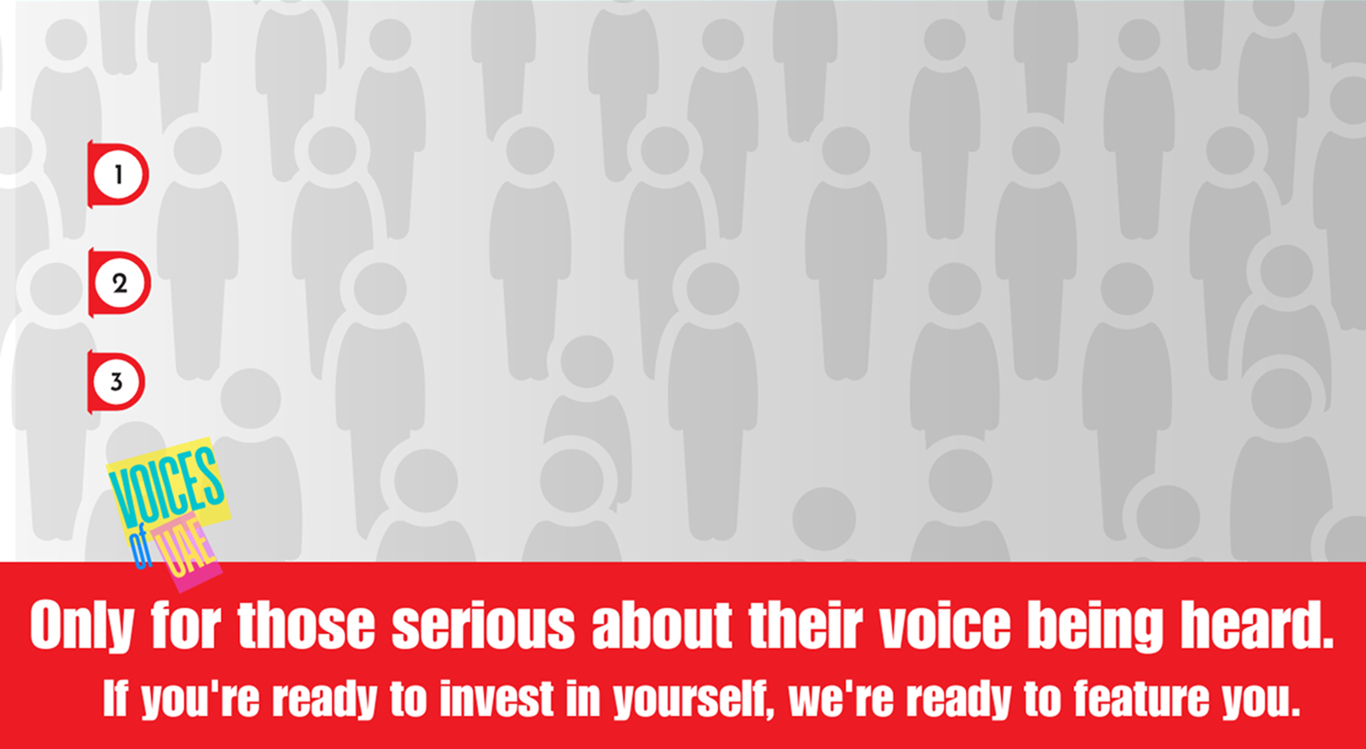 1
2
3
VOICES
of UAE
Only for those serious about their voice being heard.
If you're ready to invest in yourself, we're ready to feature you.